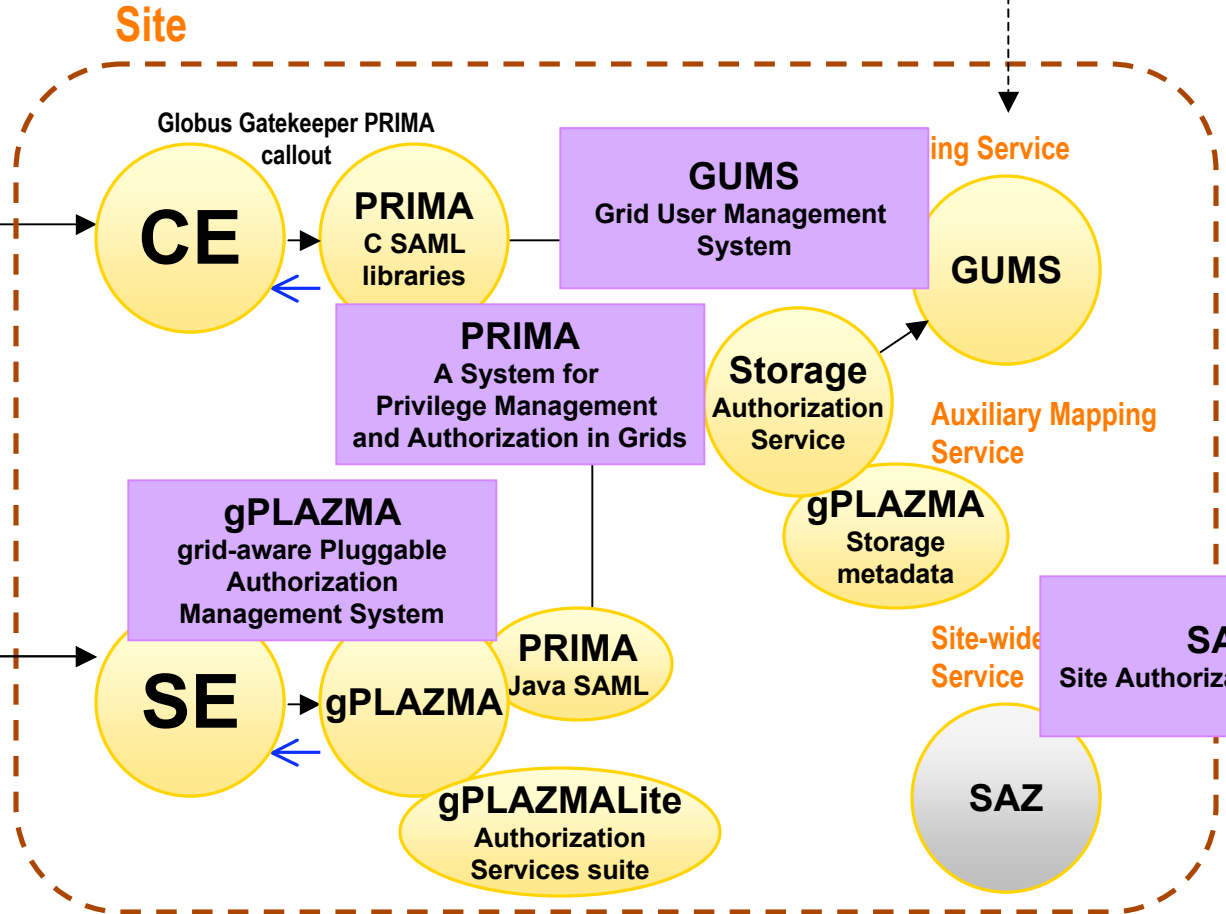 Site
Globus Gatekeeper PRIMA
callout
CE
PRIMA
C SAML
libraries
GUMS
Grid User Management
System
ing Service
GUMS
PRIMA
A System for
Privilege Management
and Authorization in Grids
Storage
Authorization
Service
Auxiliary Mapping
Service
gPLAZMA
Storage
metadata
gPLAZMA
grid-aware Pluggable
Authorization
Management System
SE
gPLAZMA
PRIMA
Java SAML
gPLAZMALite
Authorization
Services suite
Site-wide
Service
SA
Site Authoriza
SAZ